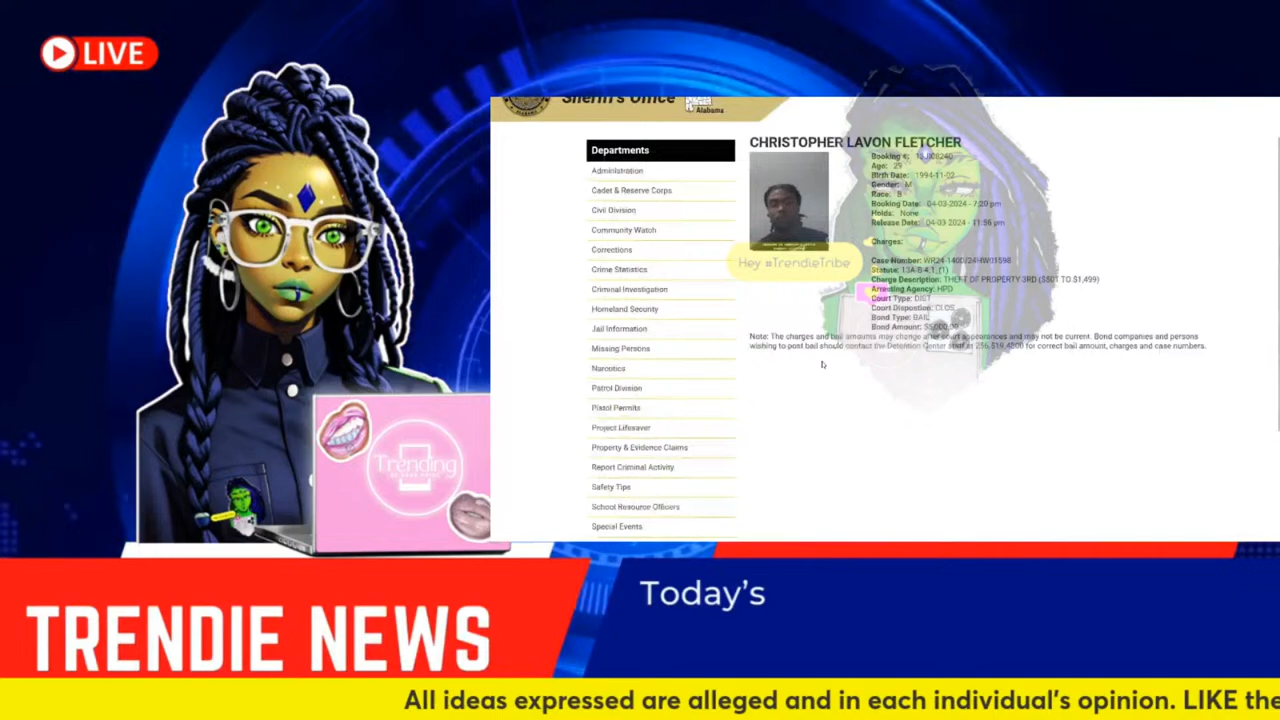 LIVE
Sheriff's Office
Alabama
Departments
Administration
Cadet & Reserve Corps
Civil Division
Community Watch
Corrections
Crime Statistics
Criminal Investigation
Homeland Security
Jail Information
Missing Persons
Narcotics
Patrol Division
Pistol Permits
Project Lifesaver
Property & Evidence Claims
Report Criminal Activity
Safety Tips
School Resource Officers
Special Events
CHRISTOPHER LAVON FLETCHER
Booking #:
Age: 29
Birth Date: 1994-11-02
Gender: M
Race: B
Booking Date: 04-03-2024 - 7:20 pm
Holds: None
Release Date: 04-03-2024 - 11:56 pm
Charges:
Case Number:
Statute:
Charge Description: THEFT OF PROPERTY 3RD ($501 TO $1,499)
Arresting Agency: HPD
Court Type: DIST
Court Dispostion:
Bond Type: BAIL
Bond Amount:
Note: The charges and bail amounts may change after court appearances and may not be current. Bond companies and persons
wishing to post bail should contact the Detention Center staff at for correct bail amount, charges and case numbers.
Hey #TrendieTribe
Trending
Today's
TRENDIE NEWS
All ideas expressed are alleged and in each individual's opinion. LIKE the